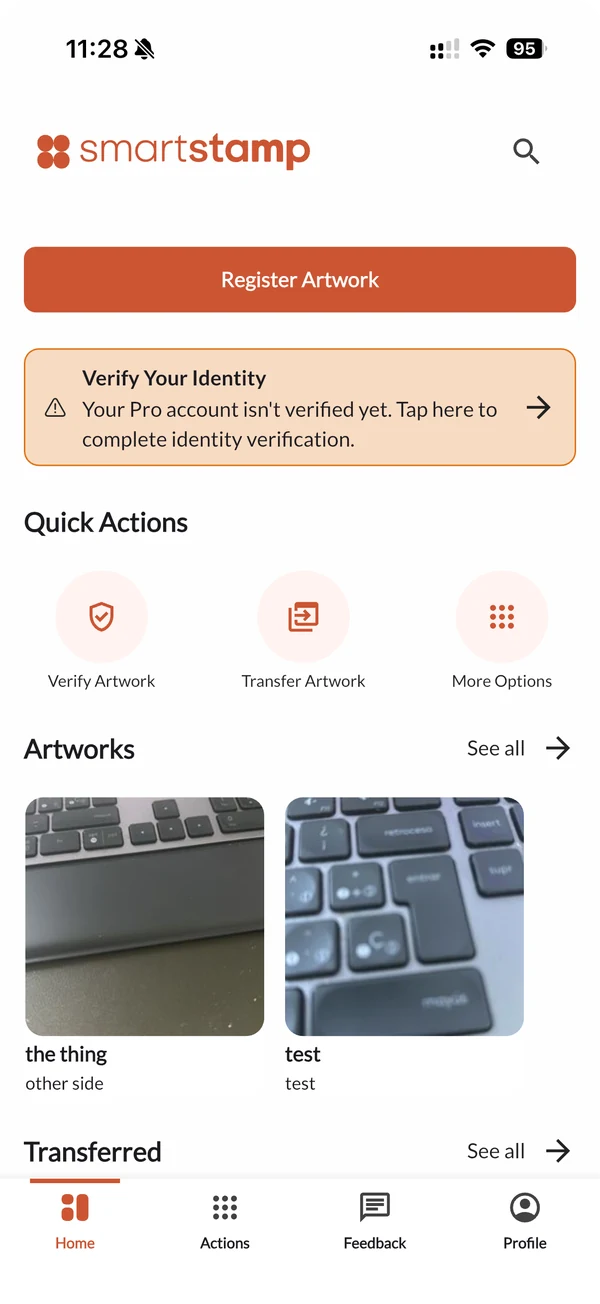 11:28
95
smartstamp
Register Artwork
Verify Your Identity
Your Pro account isn't verified yet. Tap here to
complete identity verification.
Quick Actions
Verify Artwork
Transfer Artwork
More Options
Artworks
See all
retroceso
insert
entrar
supr
mayús
the thing
other side
test
test
Transferred
See all
Home
Actions
Feedback
Profile